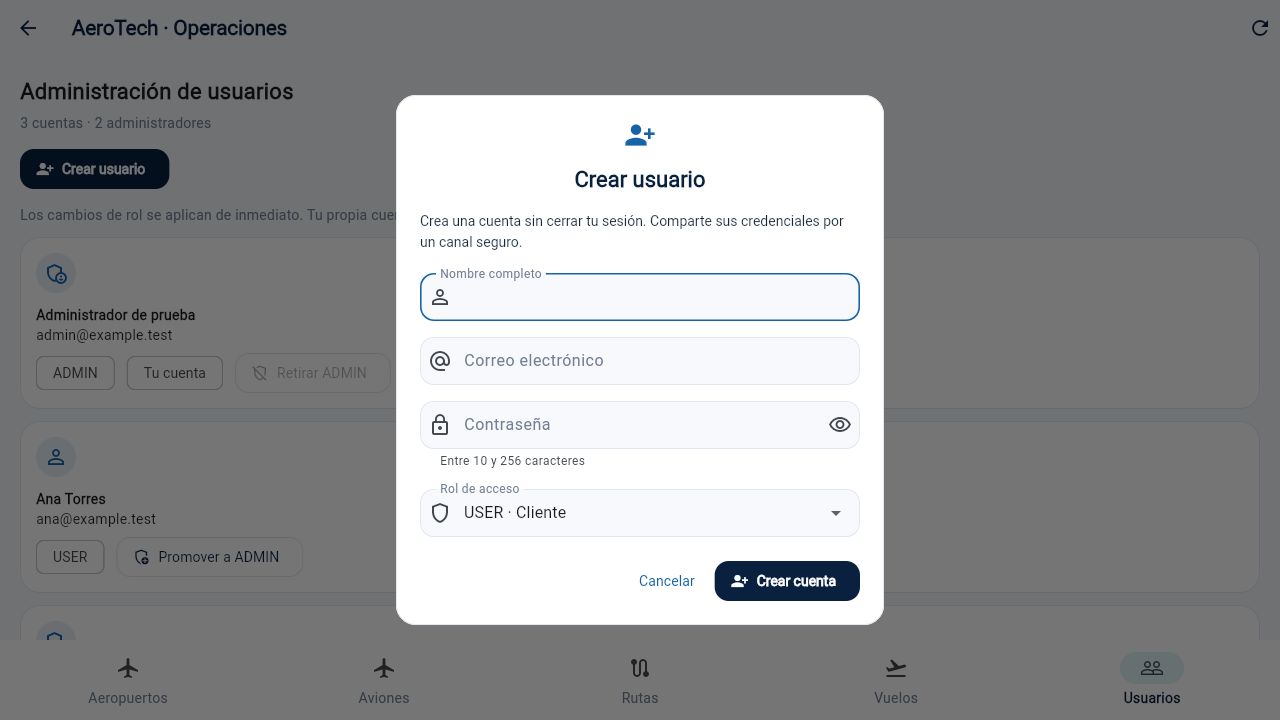 AeroTech · Operaciones
Administración de usuarios
3 cuentas · 2 administradores
Crear usuario
Los cambios de rol se aplican de inmediato. Tu propia
Administrador de prueba
admin@example.test
ADMIN
Tu cuenta
Retirar ADMIN
Ana Torres
ana@example.test
USER
Promover a ADMIN
Crear usuario
Crea una cuenta sin cerrar tu sesión. Comparte sus credenciales por
un canal seguro.
Nombre completo
Correo electrónico
Contraseña
Entre 10 y 256 caracteres
Rol de acceso
USER · Cliente
Cancelar
Crear cuenta
Aeropuertos
Aviones
Rutas
Vuelos
Usuarios